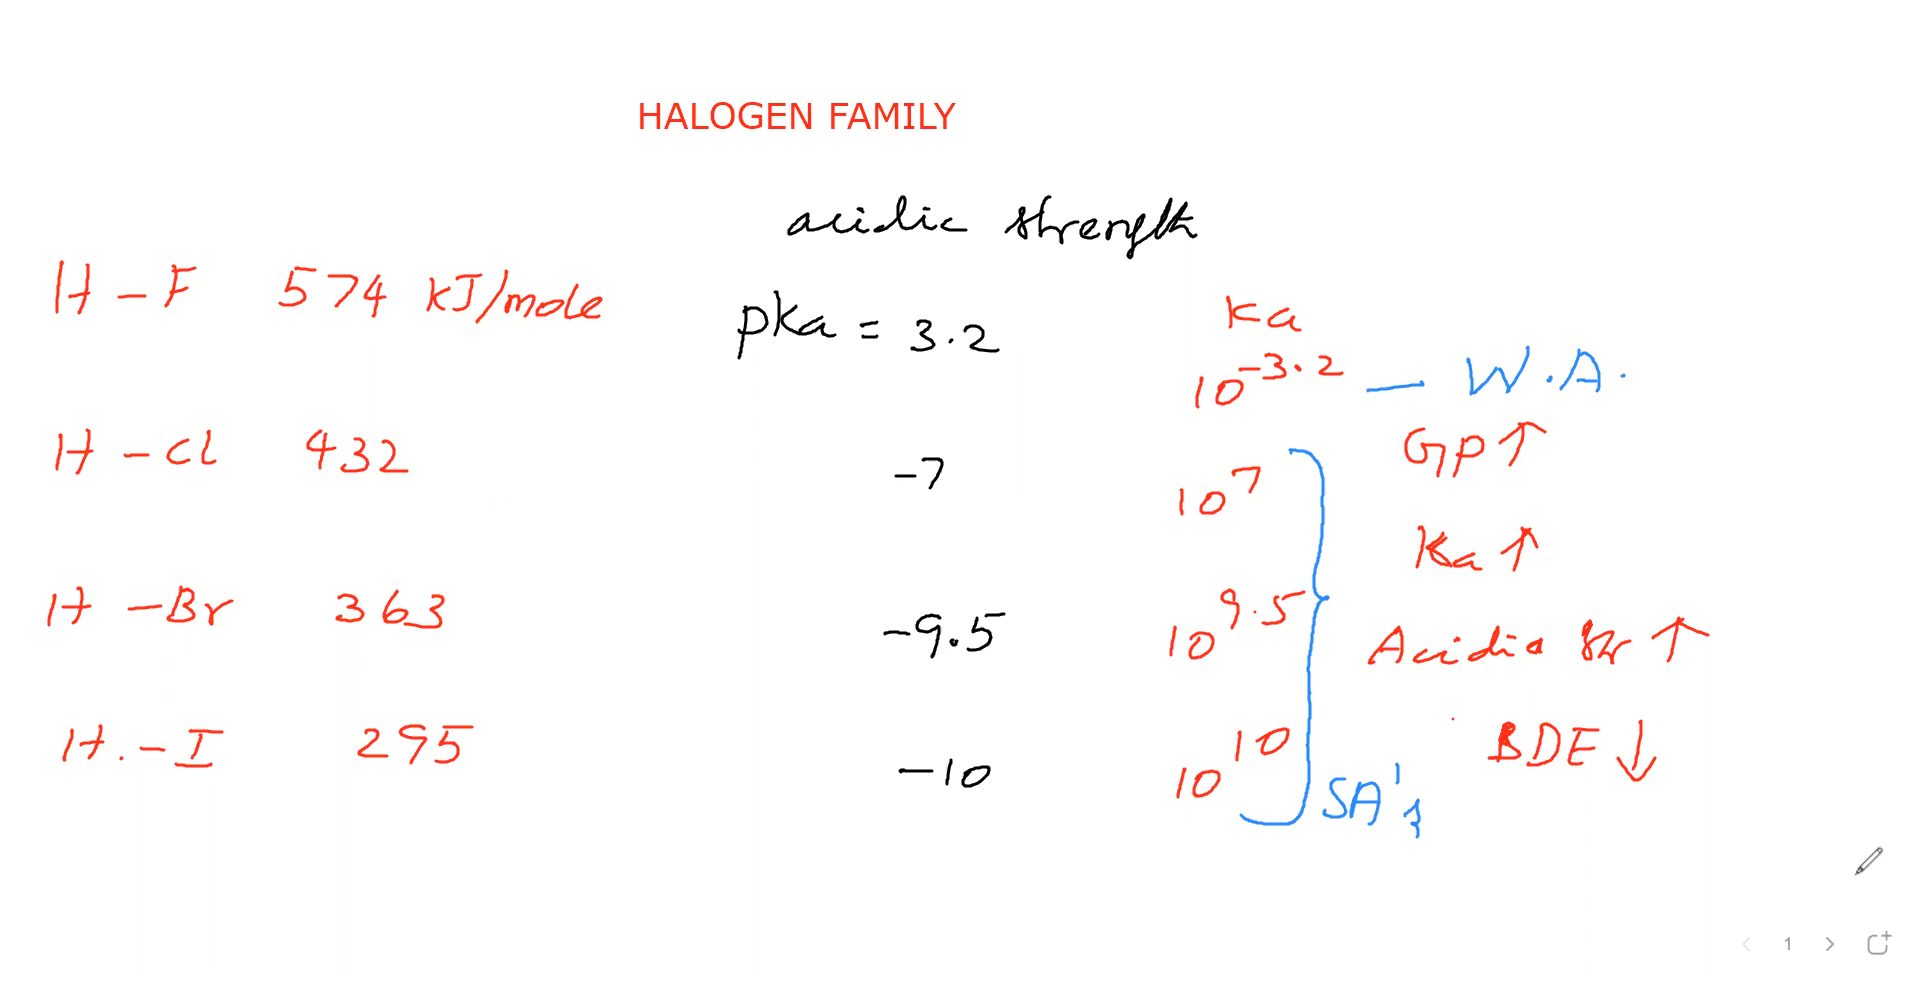 HALOGEN FAMILY
acidic strength
H-F 574 kJ/mole pKa = 3.2
Ka
10^-3.2 — W.A.
GP↑
H-Cl 432 -7 10^7
Ka↑
H-Br 363 -9.5 10^9.5
Acidic str ↑
H.-I 295 -10 10^10
BDE↓
SA's
1